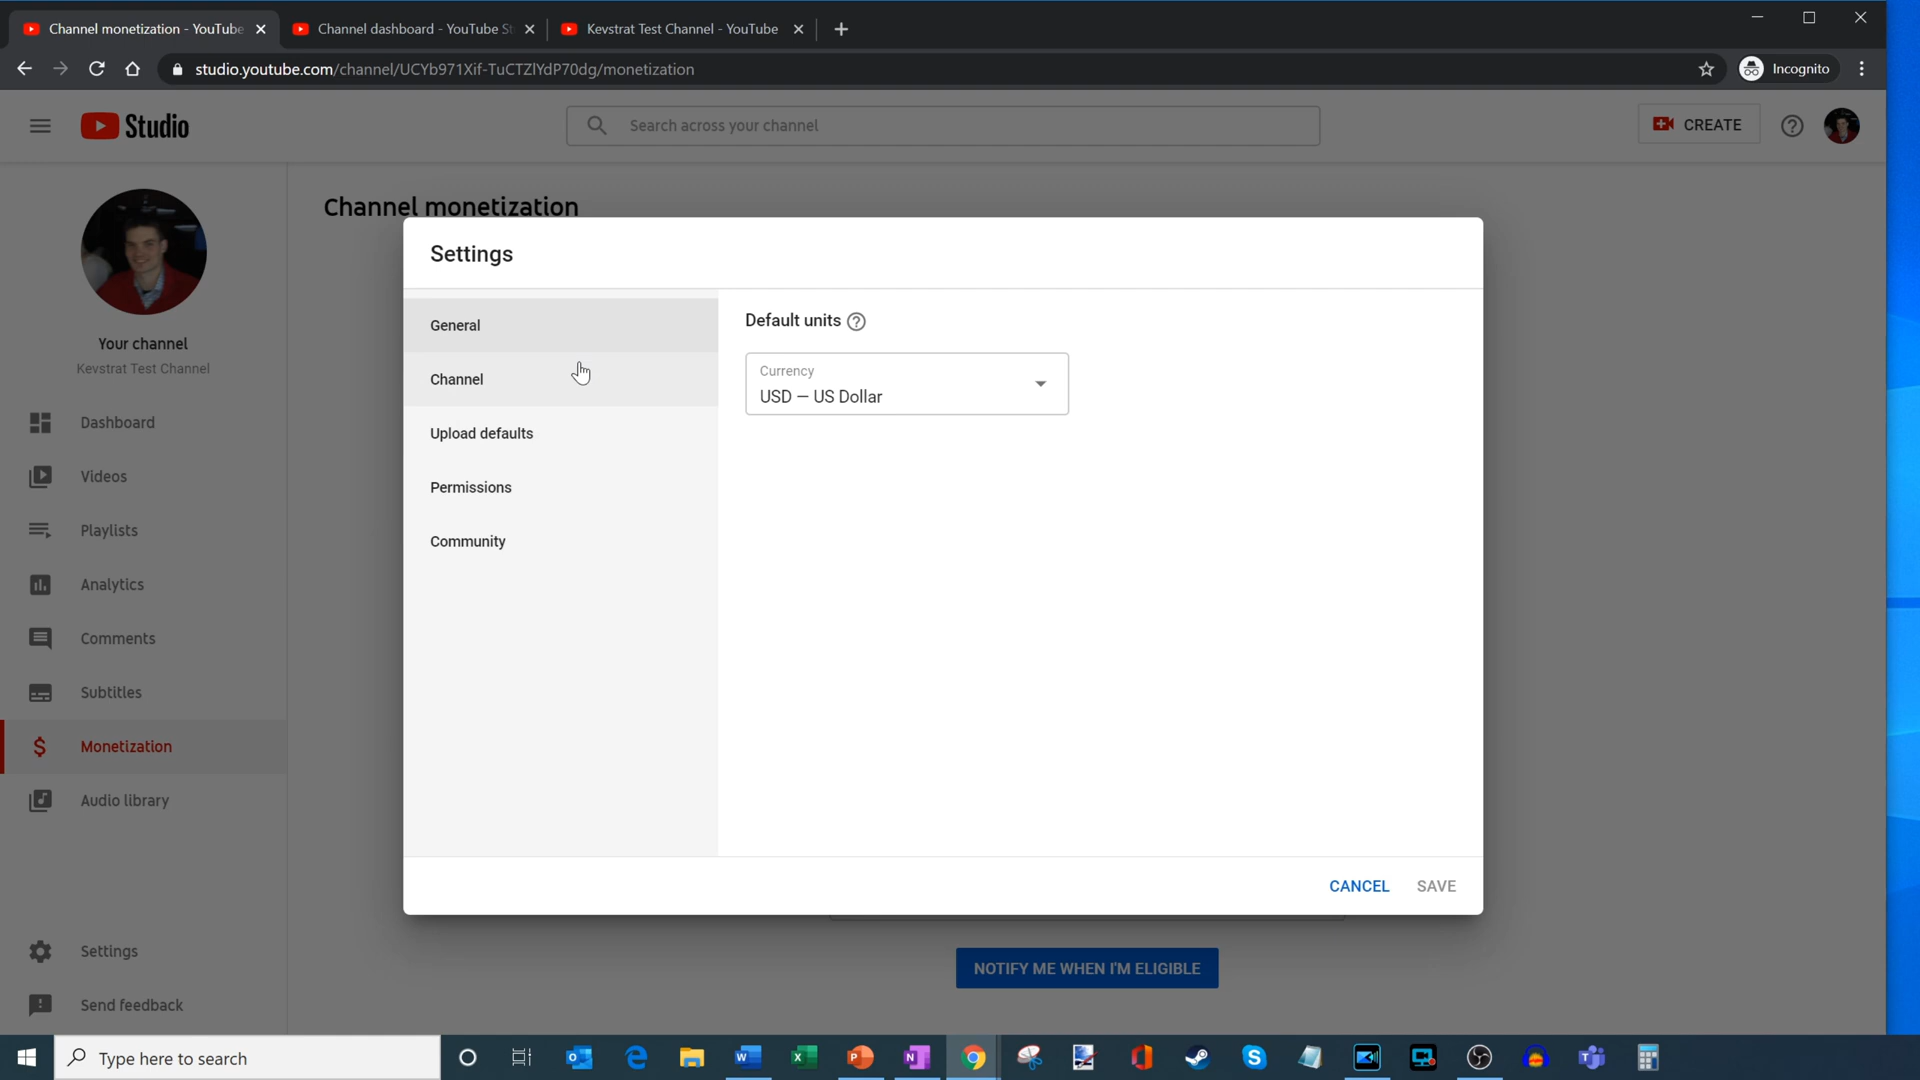 Channel monetization - YouTube
Channel dashboard - YouTube St
Kevstrat Test Channel - YouTube
studio.youtube.com/channel/UCYb971Xif-TuCTZlYdP70dg/monetization
Incognito
Studio
Search across your channel
CREATE
Channel monetization
Your channel
Kevstrat Test Channel
Dashboard
Videos
Playlists
Analytics
Comments
Subtitles
Monetization
Audio library
Settings
Send feedback
Settings
General
Channel
Upload defaults
Permissions
Community
Default units
Currency
USD — US Dollar
CANCEL
SAVE
NOTIFY ME WHEN I'M ELIGIBLE
Type here to search